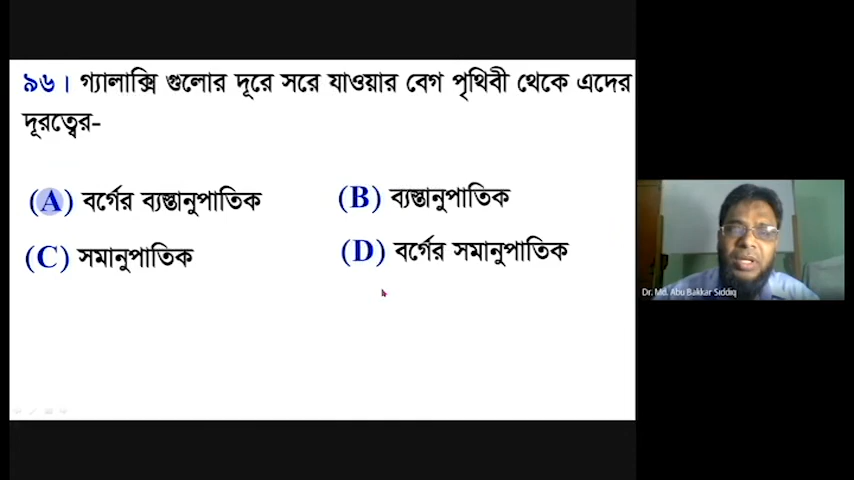 ৯৬। গ্যালাক্সি গুলোর দূরে সরে যাওয়ার বেগ পৃথিবী থেকে এদের
দূরত্বের-
(A) বর্গের ব্যস্তানুপাতিক
(B) ব্যস্তানুপাতিক
(C) সমানুপাতিক
(D) বর্গের সমানুপাতিক
Dr. Md. Abu Bakkar Siddiq